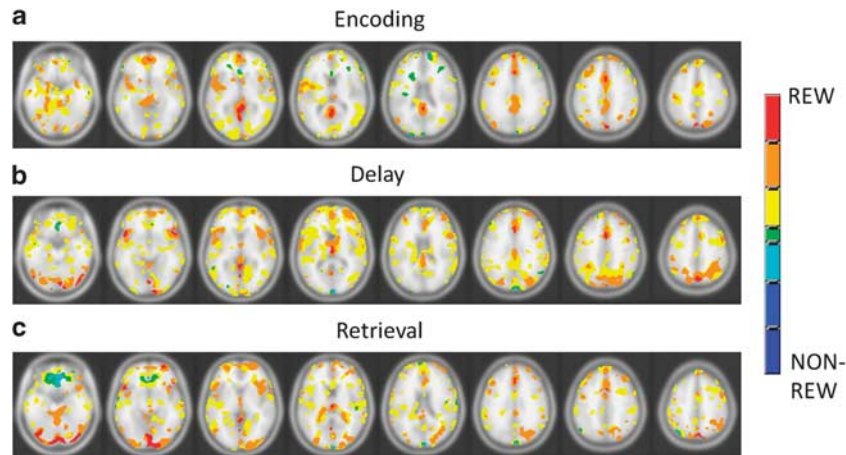 a
Encoding
REW
b
Delay
c
Retrieval
NON-
REW